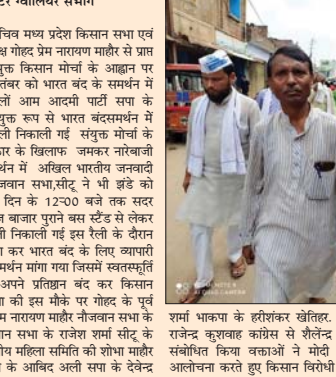 टर ग्वालियर संभाग
चिव मध्य प्रदेश किसान सभा एवं
क्ष गोहद प्रेम नारायण माहौर से प्राप्त
युक्त किसान मोर्चा के आह्वान पर
तंबर को भारत बंद के समर्थन में
लों आम आदमी पार्टी सपा के
युक्त रूप से भारत बंदसमर्थन में
ली निकाली गई संयुक्त मोर्चा के
कार के खिलाफ जमकर नारेबाजी
र्थन में अखिल भारतीय जनवादी
जवान सभा,सीटू ने भी झंडे को
दिन के 12-00 बजे तक सदर
न बाजार पुराने बस स्टैंड से लेकर
ली निकाली गई इस रैली के दौरान
ा कर भारत बंद के लिए व्यापारी
मर्थन मांगा गया जिसमें स्वतस्फूर्ति
अपने प्रतिष्ठान बंद कर किसान
ा की इस मौके पर गोहद के पूर्व
म नारायण माहौर नौजवान सभा के
ान सभा के राजेश शर्मा सीटू के
ीय महिला समिति की शोभा माहौर
के आबिद अली सपा के देवेन्द्र
शर्मा भाकपा के हरीशंकर खेतिहर.
राजेन्द्र कुशवाह कांग्रेस से शैलेंद्र
संबोधित किया वक्ताओं ने मोदी
आलोचना करते हुए किसान विरोधी